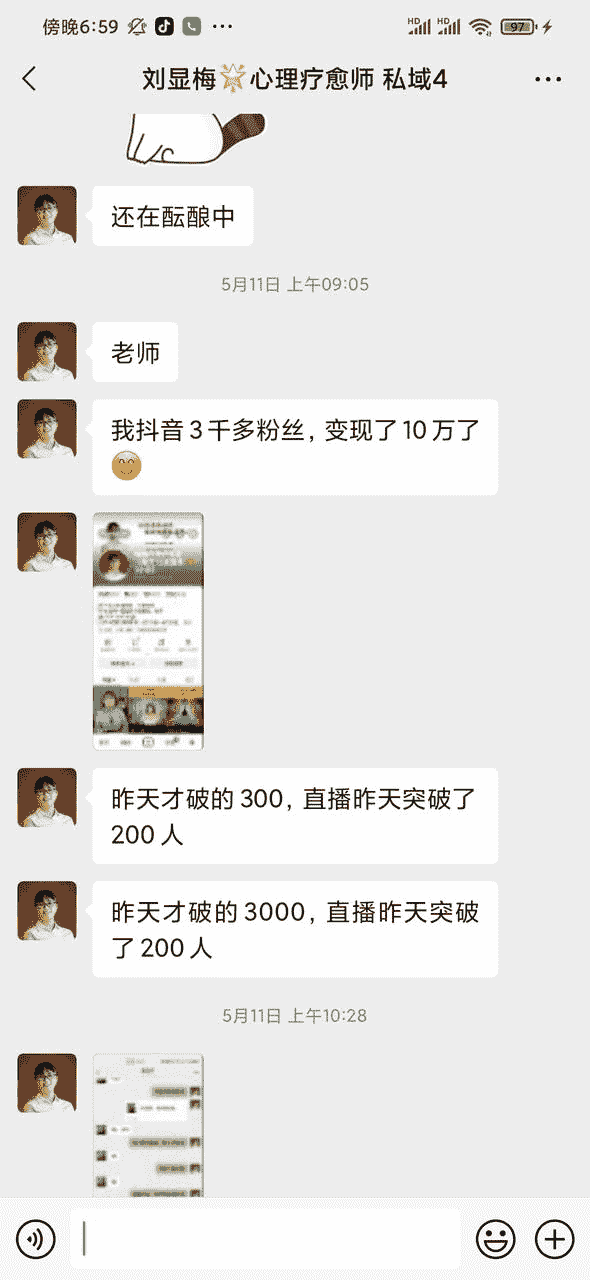 傍晚6:59
HD
HD
97
刘显梅🌟心理疗愈师 私域4
还在酝酿中
5月11日 上午09:05
老师
我抖音3千多粉丝，变现了10万了
😊
昨天才破的300，直播昨天突破了
200人
昨天才破的3000，直播昨天突破
了200人
5月11日 上午10:28